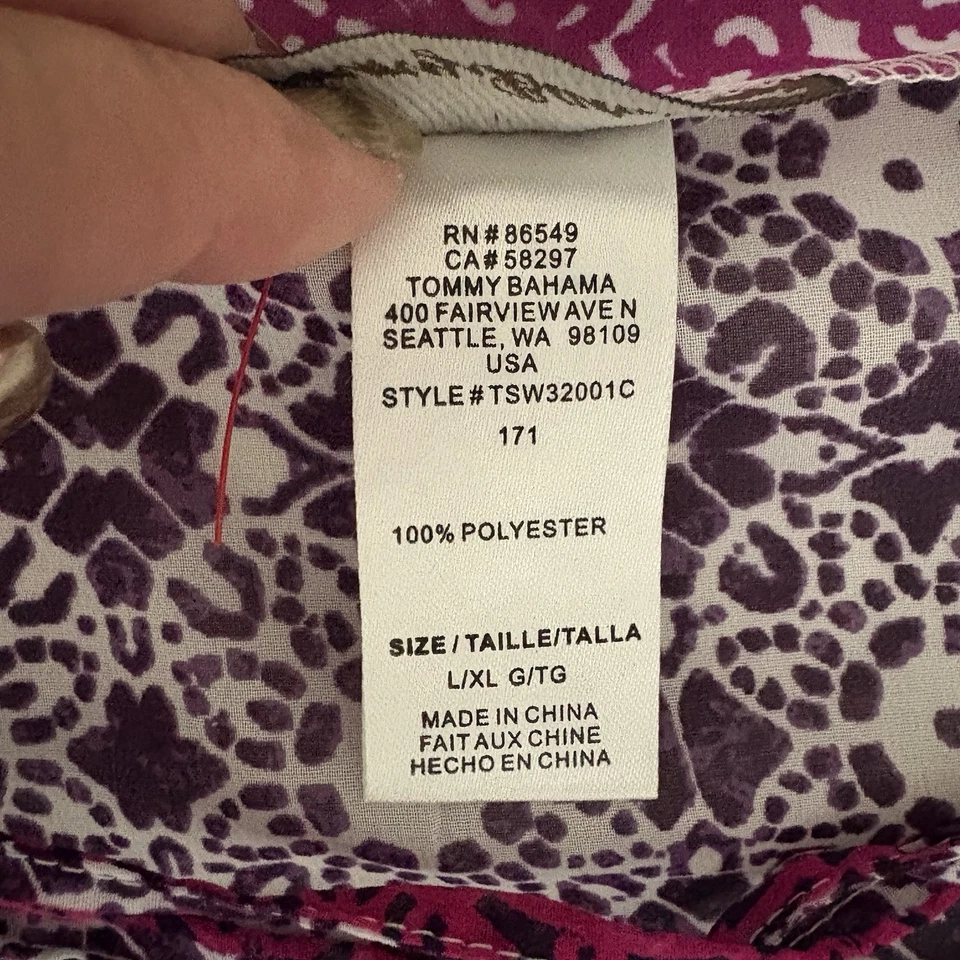 RN # 86549
CA # 58297
TOMMY BAHAMA
400 FAIRVIEW AVE N
SEATTLE, WA 98109
USA
STYLE # TSW32001C
171
100% POLYESTER
SIZE / TAILLE/TALLA
L/XL G/TG
MADE IN CHINA
FAIT AUX CHINE
HECHO EN CHINA